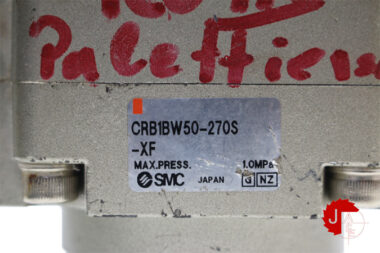 Paletti
CRB1BW50-270S
-XF
MAX.PRESS. 1.0MPa
SMC JAPAN G NZ